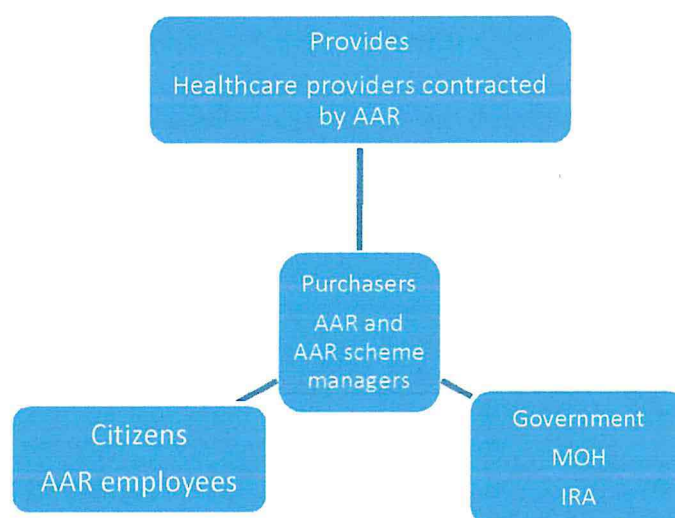 Provides
Healthcare providers contracted
by AAR
Purchasers
AAR and
AAR scheme
managers
Citizens
AAR employees
Government
MOH
IRA